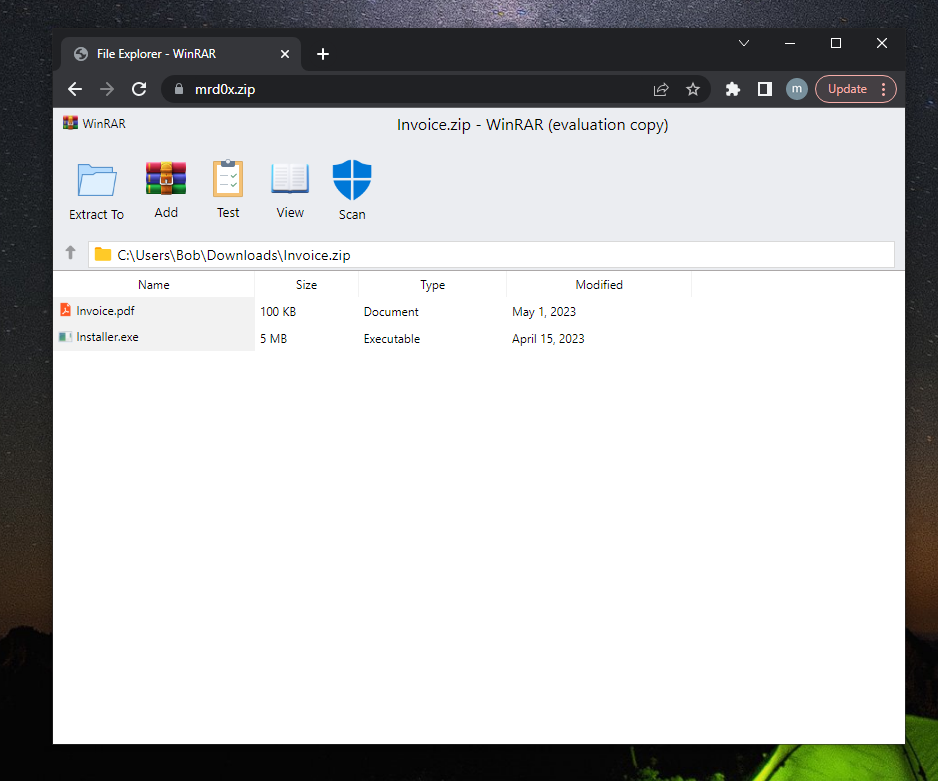 File Explorer - WinRAR
mrd0x.zip
m
Update
WinRAR
Invoice.zip - WinRAR (evaluation copy)
Extract To
Add
Test
View
Scan
C:\Users\Bob\Downloads\Invoice.zip
Name Size Type Modified
Invoice.pdf 100 KB Document May 1, 2023
Installer.exe 5 MB Executable April 15, 2023